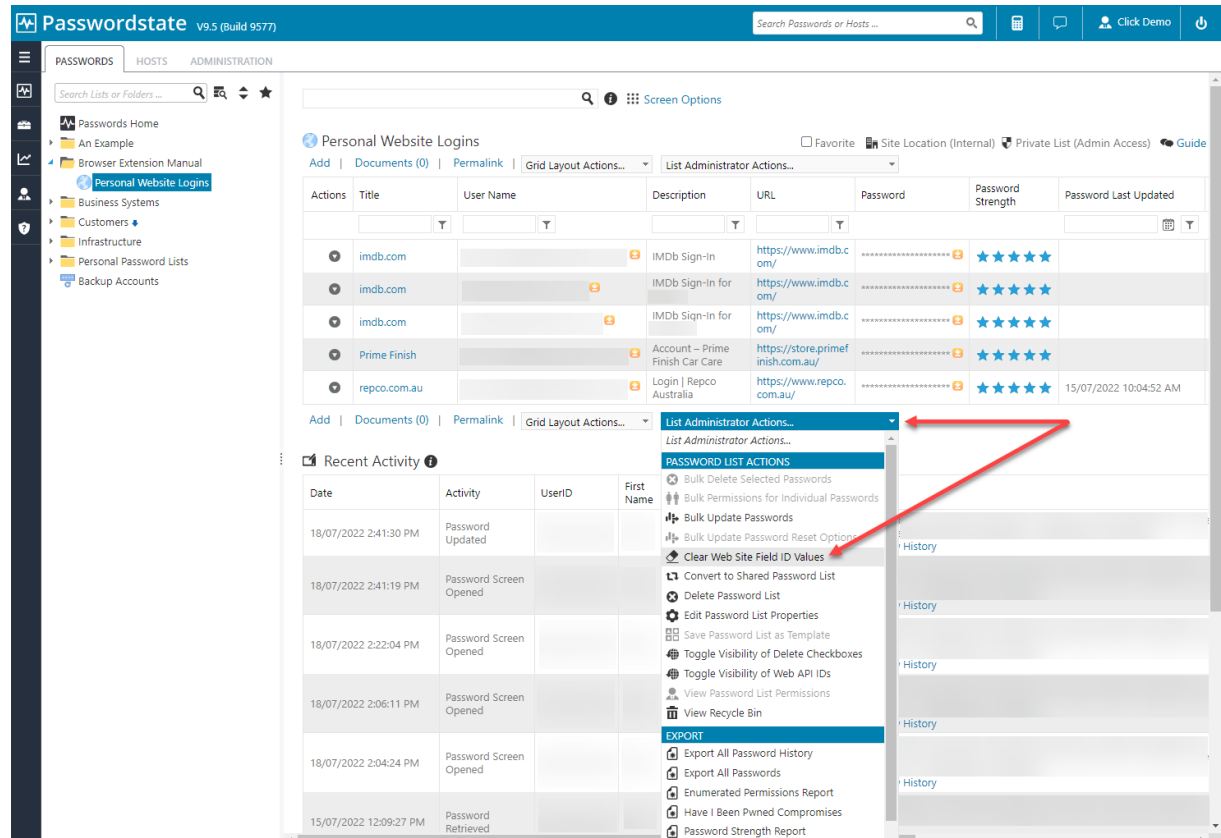 Passwordstate V9.5 (Build 9577)
Search Passwords or Hosts ...
Click Demo
PASSWORDS
HOSTS
ADMINISTRATION
Search Lists or Folders ...
Passwords Home
An Example
Browser Extension Manual
Personal Website Logins
Business Systems
Customers
Infrastructure
Personal Password Lists
Backup Accounts
Screen Options
Personal Website Logins
Favorite
Site Location (Internal)
Private List (Admin Access)
Guide
Add | Documents (0) | Permalink | Grid Layout Actions... List Administrator Actions...
Actions Title User Name Description URL Password Password Strength Password Last Updated
imdb.com IMDb Sign-In https://www.imdb.c
om/
********************
imdb.com IMDb Sign-In for https://www.imdb.c
om/
********************
imdb.com IMDb Sign-In for https://www.imdb.c
om/
********************
Prime Finish Account – Prime https://store.primef
Finish Car Care inish.com.au/
********************
repco.com.au Login | Repco https://www.repco.
Australia com.au/
******************** 15/07/2022 10:04:52 AM
Add | Documents (0) | Permalink | Grid Layout Actions... List Administrator Actions...
List Administrator Actions...
PASSWORD LIST ACTIONS
Bulk Delete Selected Passwords
Bulk Permissions for Individual Passwords
Bulk Update Passwords
Bulk Update Password Reset Options
Clear Web Site Field ID Values
Convert to Shared Password List
Delete Password List
Edit Password List Properties
Save Password List as Template
Toggle Visibility of Delete Checkboxes
Toggle Visibility of Web API IDs
View Password List Permissions
View Recycle Bin
EXPORT
Export All Password History
Export All Passwords
Enumerated Permissions Report
Have I Been Pwned Compromises
Password Strength Report
Recent Activity
Date Activity UserID First
Name
18/07/2022 2:41:30 PM Password
Updated
History
18/07/2022 2:41:19 PM Password Screen
Opened
History
18/07/2022 2:22:04 PM Password Screen
Opened
History
18/07/2022 2:06:11 PM Password Screen
Opened
History
18/07/2022 2:04:24 PM Password Screen
Opened
History
15/07/2022 12:09:27 PM Password
Retrieved